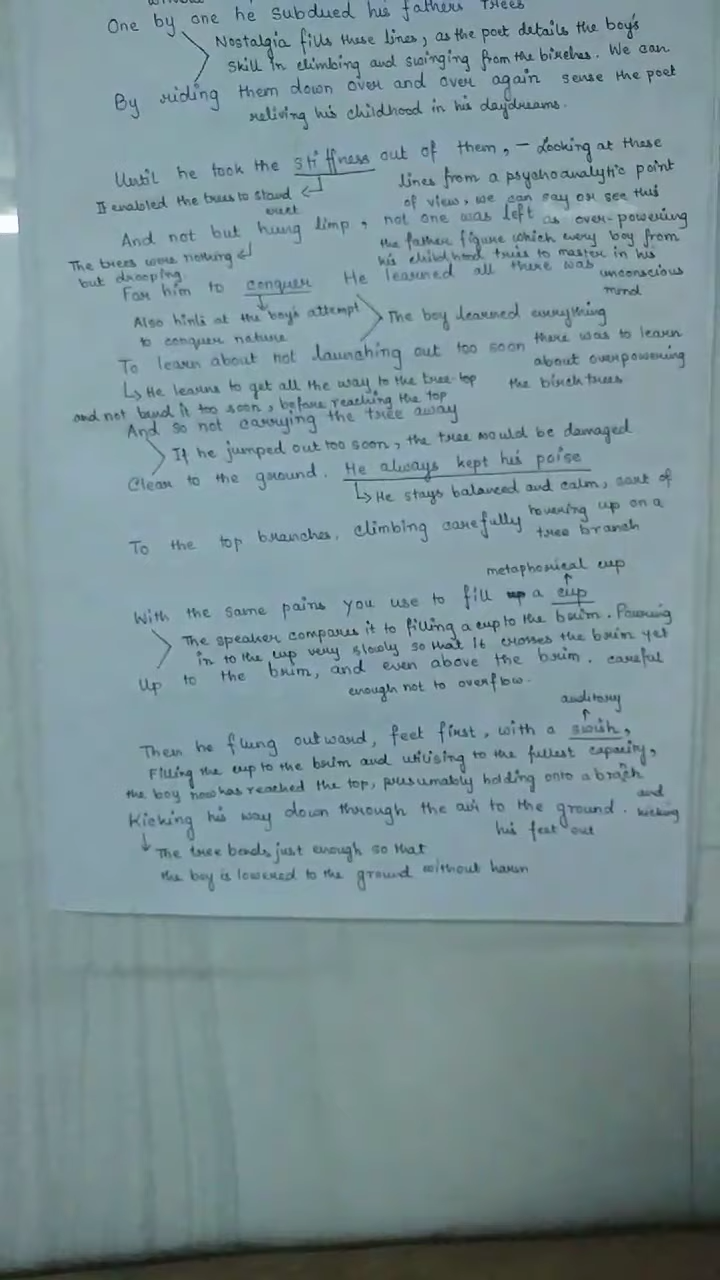 One by one he subdued his fathers trees
Nostalgia fills these lines, as the poet details the boy's
skill in climbing and swinging from the birches. We can
By riding them down over and over again sense the poet
reliving his childhood in his daydreams.
Until he took the stiffness out of them, - Looking at these
It enabled the trees to stand lines from a psychoanalytic point
erect of view, we can say or see this
And not but hung limp, not one was left as over-powering
The trees were nothing the father figure which every boy from
but drooping his childhood tries to master in his
For him to conquer He learned all there was unconscious
mind
Also hints at the boy's attempt The boy learned everything
to conquer nature
To learn about not launching out too soon there was to learn
about overpowering
He learns to get all the way to the tree-top the birch trees
and not bend it too soon, before reaching the top
And so not carrying the tree away
If he jumped out too soon, the tree would be damaged
Clear to the ground. He always kept his poise
He stays balanced and calm, sort of
To the top branches, climbing carefully hovering up on a
tree branch
metaphorical cup
With the same pains you use to fill a cup
The speaker compares it to filling a cup to the brim. Pouring
in to the cup very slowly so that it crosses the brim yet
Up to the brim, and even above the brim. careful
enough not to overflow.
auditory
Then he flung outward, feet first, with a swish,
Filling the cup to the brim and utilising to the fullest capacity,
the boy now has reached the top, presumably holding onto a brach
and
Kicking his way down through the air to the ground. kicking
his feet out
The tree bends just enough so that
the boy is lowered to the ground without harm